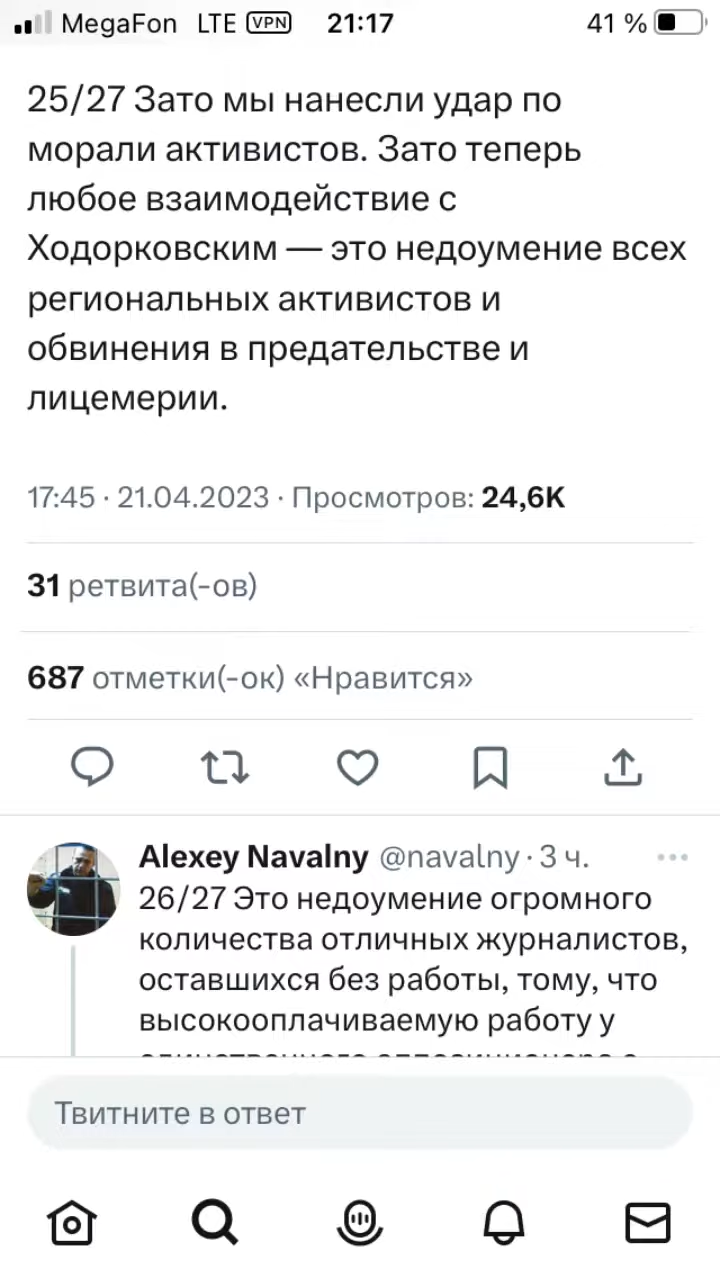 MegaFon LTE VPN 21:17 41 %
25/27 Зато мы нанесли удар по
морали активистов. Зато теперь
любое взаимодействие с
Ходорковским — это недоумение всех
региональных активистов и
обвинения в предательстве и
лицемерии.
17:45 · 21.04.2023 · Просмотров: 24,6K
31 ретвита(-ов)
687 отметки(-ок) «Нравится»
Alexey Navalny @navalny · 3 ч.
26/27 Это недоумение огромного
количества отличных журналистов,
оставшихся без работы, тому, что
высокооплачиваемую работу у
Твитните в ответ